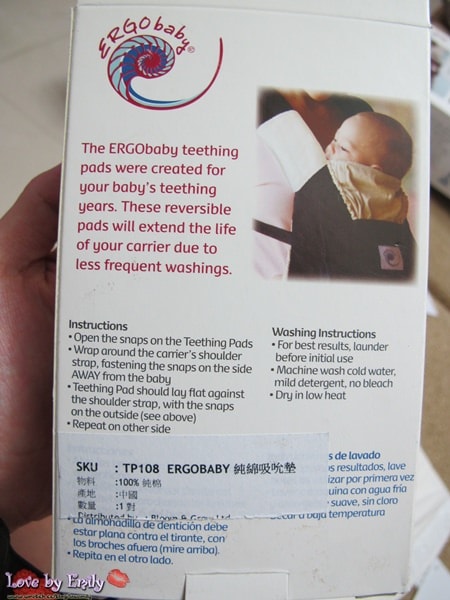 ERGObaby®
The ERGObaby teething
pads were created for
your baby's teething
years. These reversible
pads will extend the life
of your carrier due to
less frequent washings.
Instructions
•Open the snaps on the Teething Pads
•Wrap around the carrier's shoulder
strap, fastening the snaps on the side
AWAY from the baby
•Teething Pad should lay flat against
the shoulder strap, with the snaps
on the outside (see above)
•Repeat on other side
Washing Instructions
•For best results, launder
before initial use
•Machine wash cold water,
mild detergent, no bleach
•Dry in low heat
SKU : TP108 ERGOBABY 純綿吸吮墊
物料 :100% 純棉
產地 :中國
數量 :1 對
Distributed by
s de lavado
os resultados, lave
izar por primera vez
uina con agua fría
suave, sin cloro
a baja temperatura
•La almohadilla de dentición debe
estar plana contra el tirante, con
los broches afuera (mire arriba).
•Repita en el otro lado.
Love by Emdy